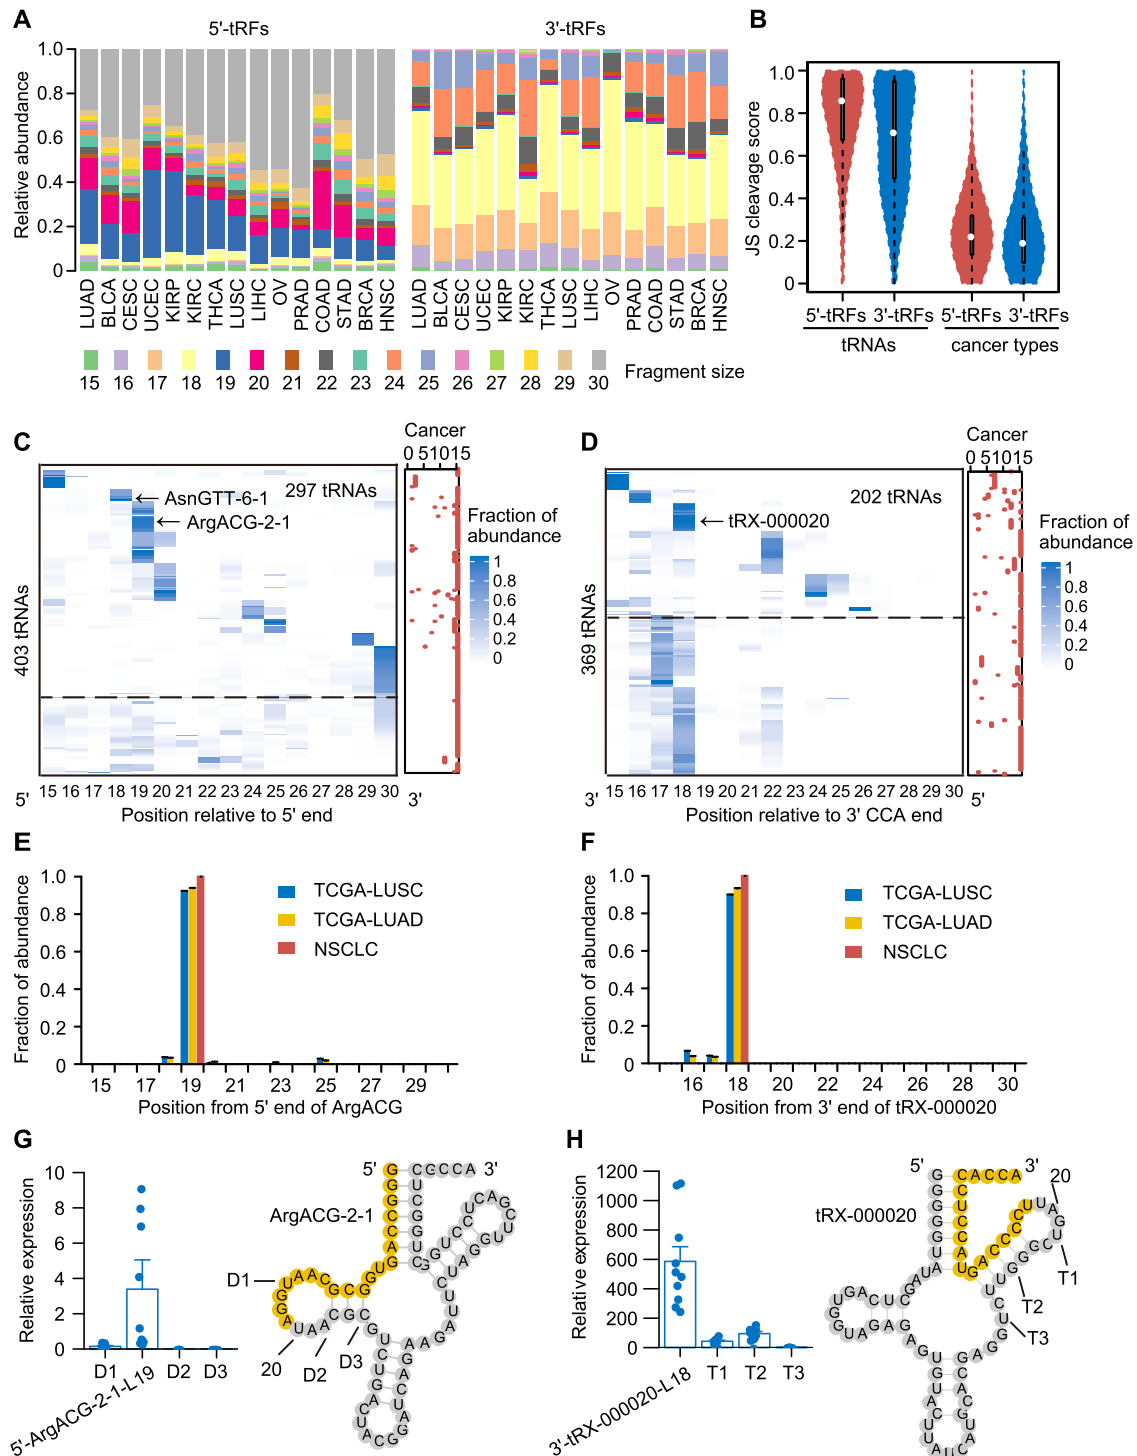 A
5'-tRFs
3'-tRFs
Relative abundance
1.0
0.8
0.6
0.4
0.2
0
LUAD BLCA CESC UCEC KIRP KIRC THCA LUSC LIHC OV PRAD COAD STAD BRCA HNSC
LUAD BLCA CESC UCEC KIRP KIRC THCA LUSC LIHC OV PRAD COAD STAD BRCA HNSC
15 16 17 18 19 20 21 22 23 24 25 26 27 28 29 30
Fragment size
B
JS cleavage score
1.0
0.8
0.6
0.4
0.2
0
5'-tRFs 3'-tRFs 5'-tRFs 3'-tRFs
tRNAs cancer types
C
Cancer
0 5 10 15
297 tRNAs
← AsnGTT-6-1
← ArgACG-2-1
403 tRNAs
Fraction of
abundance
1
0.8
0.6
0.4
0.2
0
5' 15 16 17 18 19 20 21 22 23 24 25 26 27 28 29 30 3'
Position relative to 5' end
D
Cancer
0 5 10 15
202 tRNAs
← tRX-000020
369 tRNAs
Fraction of
abundance
1
0.8
0.6
0.4
0.2
0
3' 15 16 17 18 19 20 21 22 23 24 25 26 27 28 29 30 5'
Position relative to 3' CCA end
E
Fraction of abundance
1.0
0.8
0.6
0.4
0.2
0
TCGA-LUSC
TCGA-LUAD
NSCLC
15 17 19 21 23 25 27 29
Position from 5' end of ArgACG
F
Fraction of abundance
1.0
0.8
0.6
0.4
0.2
0
TCGA-LUSC
TCGA-LUAD
NSCLC
16 18 20 22 24 26 28 30
Position from 3' end of tRX-000020
G
Relative expression
10
8
6
4
2
0
D1 5'-ArgACG-2-1-L19 D2 D3
5' 3'
CGCCA
ArgACG-2-1
D1
20
D2
D3
H
Relative expression
1200
1000
800
600
400
200
0
3'-tRX-000020-L18 T1 T2 T3
5' 3'
CACCA
tRX-000020
20
T1
T2
T3